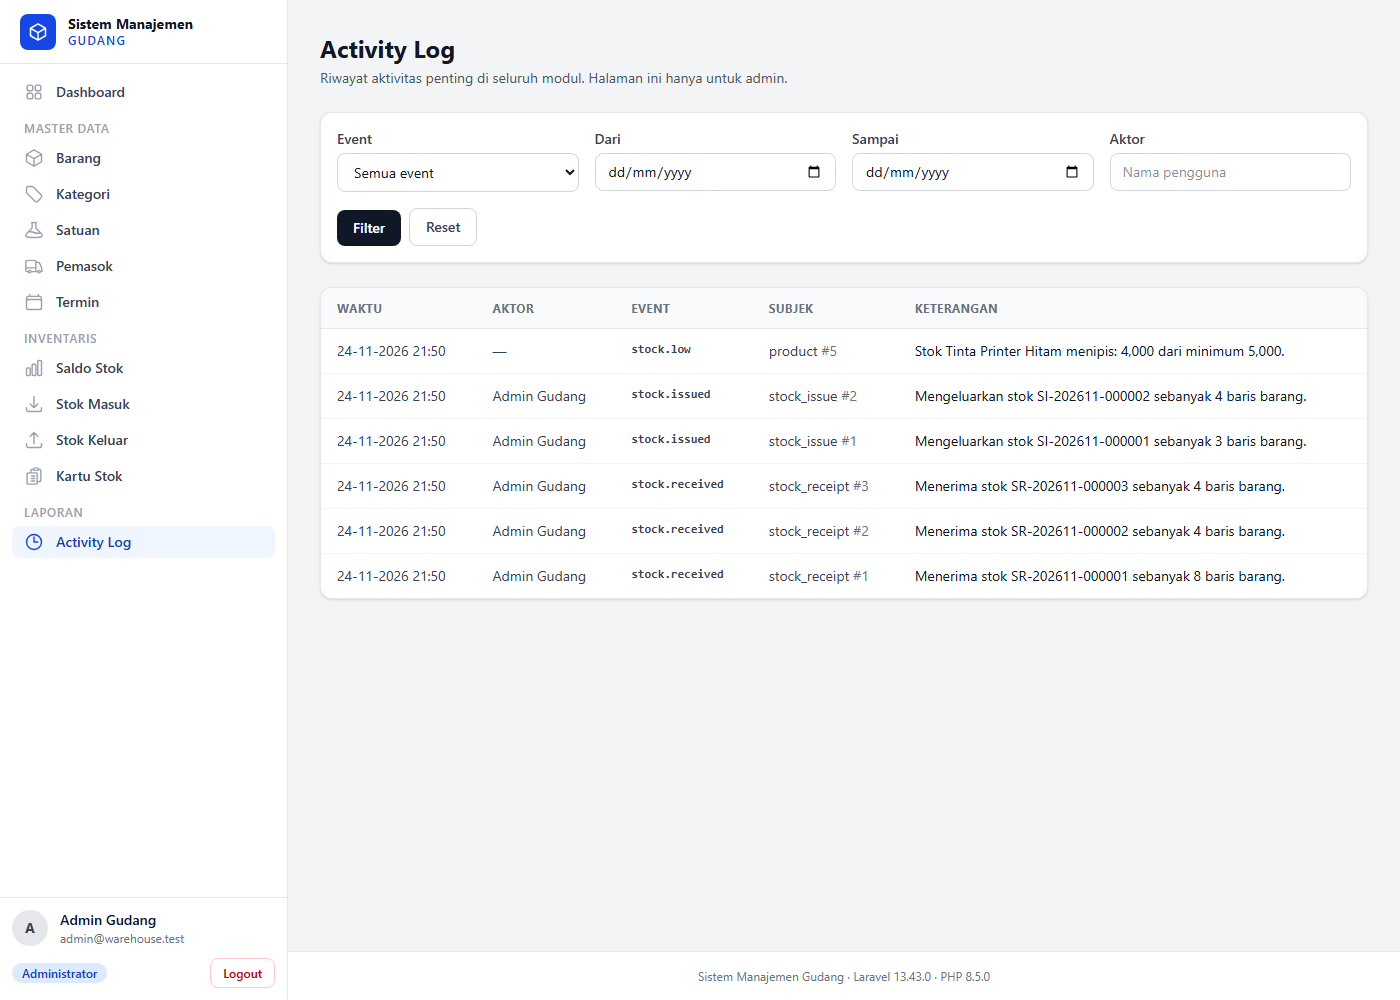 Sistem Manajemen
GUDANG
Dashboard
MASTER DATA
Barang
Kategori
Satuan
Pemasok
Termin
INVENTARIS
Saldo Stok
Stok Masuk
Stok Keluar
Kartu Stok
LAPORAN
Activity Log
A
Admin Gudang
admin@warehouse.test
Administrator
Logout
Activity Log
Riwayat aktivitas penting di seluruh modul. Halaman ini hanya untuk admin.
Event Dari Sampai Aktor
Semua event dd/mm/yyyy dd/mm/yyyy Nama pengguna
Filter Reset
WAKTU AKTOR EVENT SUBJEK KETERANGAN
24-11-2026 21:50 — stock.low product #5 Stok Tinta Printer Hitam menipis: 4,000 dari minimum 5,000.
24-11-2026 21:50 Admin Gudang stock.issued stock_issue #2 Mengeluarkan stok SI-202611-000002 sebanyak 4 baris barang.
24-11-2026 21:50 Admin Gudang stock.issued stock_issue #1 Mengeluarkan stok SI-202611-000001 sebanyak 3 baris barang.
24-11-2026 21:50 Admin Gudang stock.received stock_receipt #3 Menerima stok SR-202611-000003 sebanyak 4 baris barang.
24-11-2026 21:50 Admin Gudang stock.received stock_receipt #2 Menerima stok SR-202611-000002 sebanyak 4 baris barang.
24-11-2026 21:50 Admin Gudang stock.received stock_receipt #1 Menerima stok SR-202611-000001 sebanyak 8 baris barang.
Sistem Manajemen Gudang · Laravel 13.43.0 · PHP 8.5.0